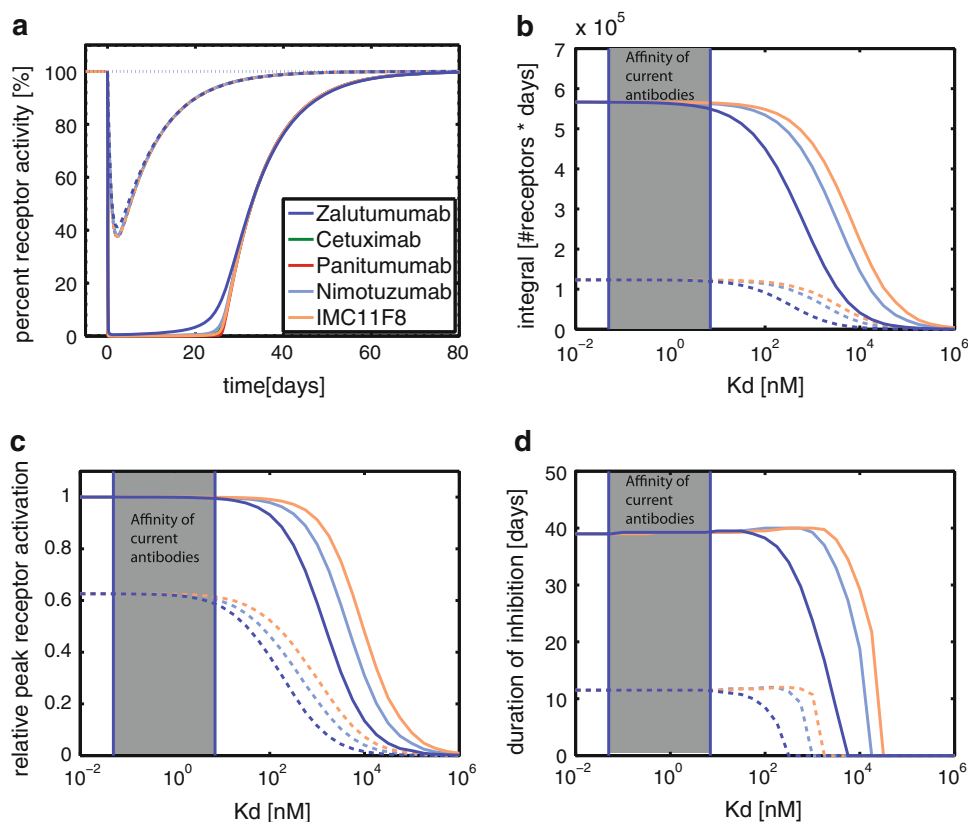 a
percent receptor activity [%]
100
80
60
40
20
0
0
20
40
60
80
time[days]
Zalutumumab
Cetuximab
Panitumumab
Nimotuzumab
IMC11F8
b
x 10^5
integral [#receptors * days]
7
6
5
4
3
2
1
0
Affinity of
current
antibodies
10^-2
10^0
10^2
10^4
10^6
Kd [nM]
c
relative peak receptor activation
1
0.8
0.6
0.4
0.2
0
Affinity of
current
antibodies
10^-2
10^0
10^2
10^4
10^6
Kd [nM]
d
duration of inhibition [days]
50
40
30
20
10
0
Affinity of
current
antibodies
10^-2
10^0
10^2
10^4
10^6
Kd [nM]